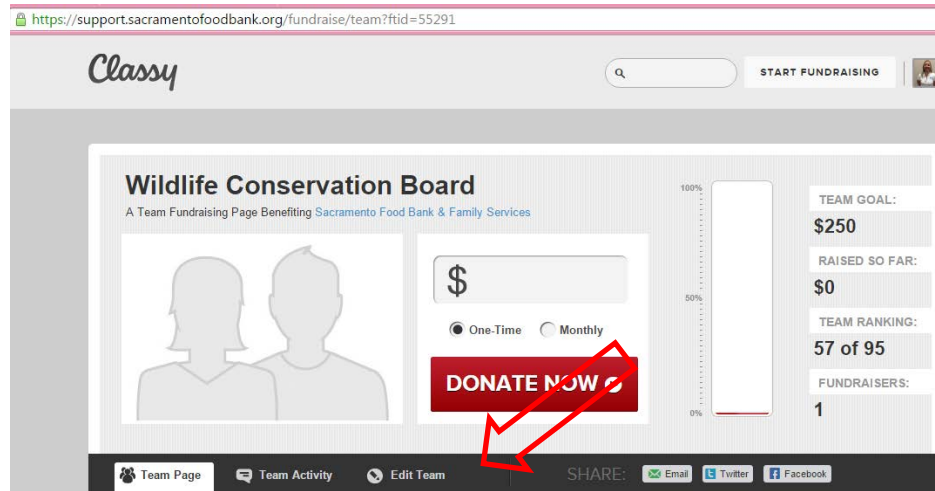 https://support.sacramentofoodbank.org/fundraise/team?ftid=55291
Classy
START FUNDRAISING
Wildlife Conservation Board
A Team Fundraising Page Benefiting Sacramento Food Bank & Family Services
$
One-Time Monthly
DONATE NOW
100%
50%
0%
TEAM GOAL:
$250
RAISED SO FAR:
$0
TEAM RANKING:
57 of 95
FUNDRAISERS:
1
Team Page Team Activity Edit Team SHARE: Email Twitter Facebook